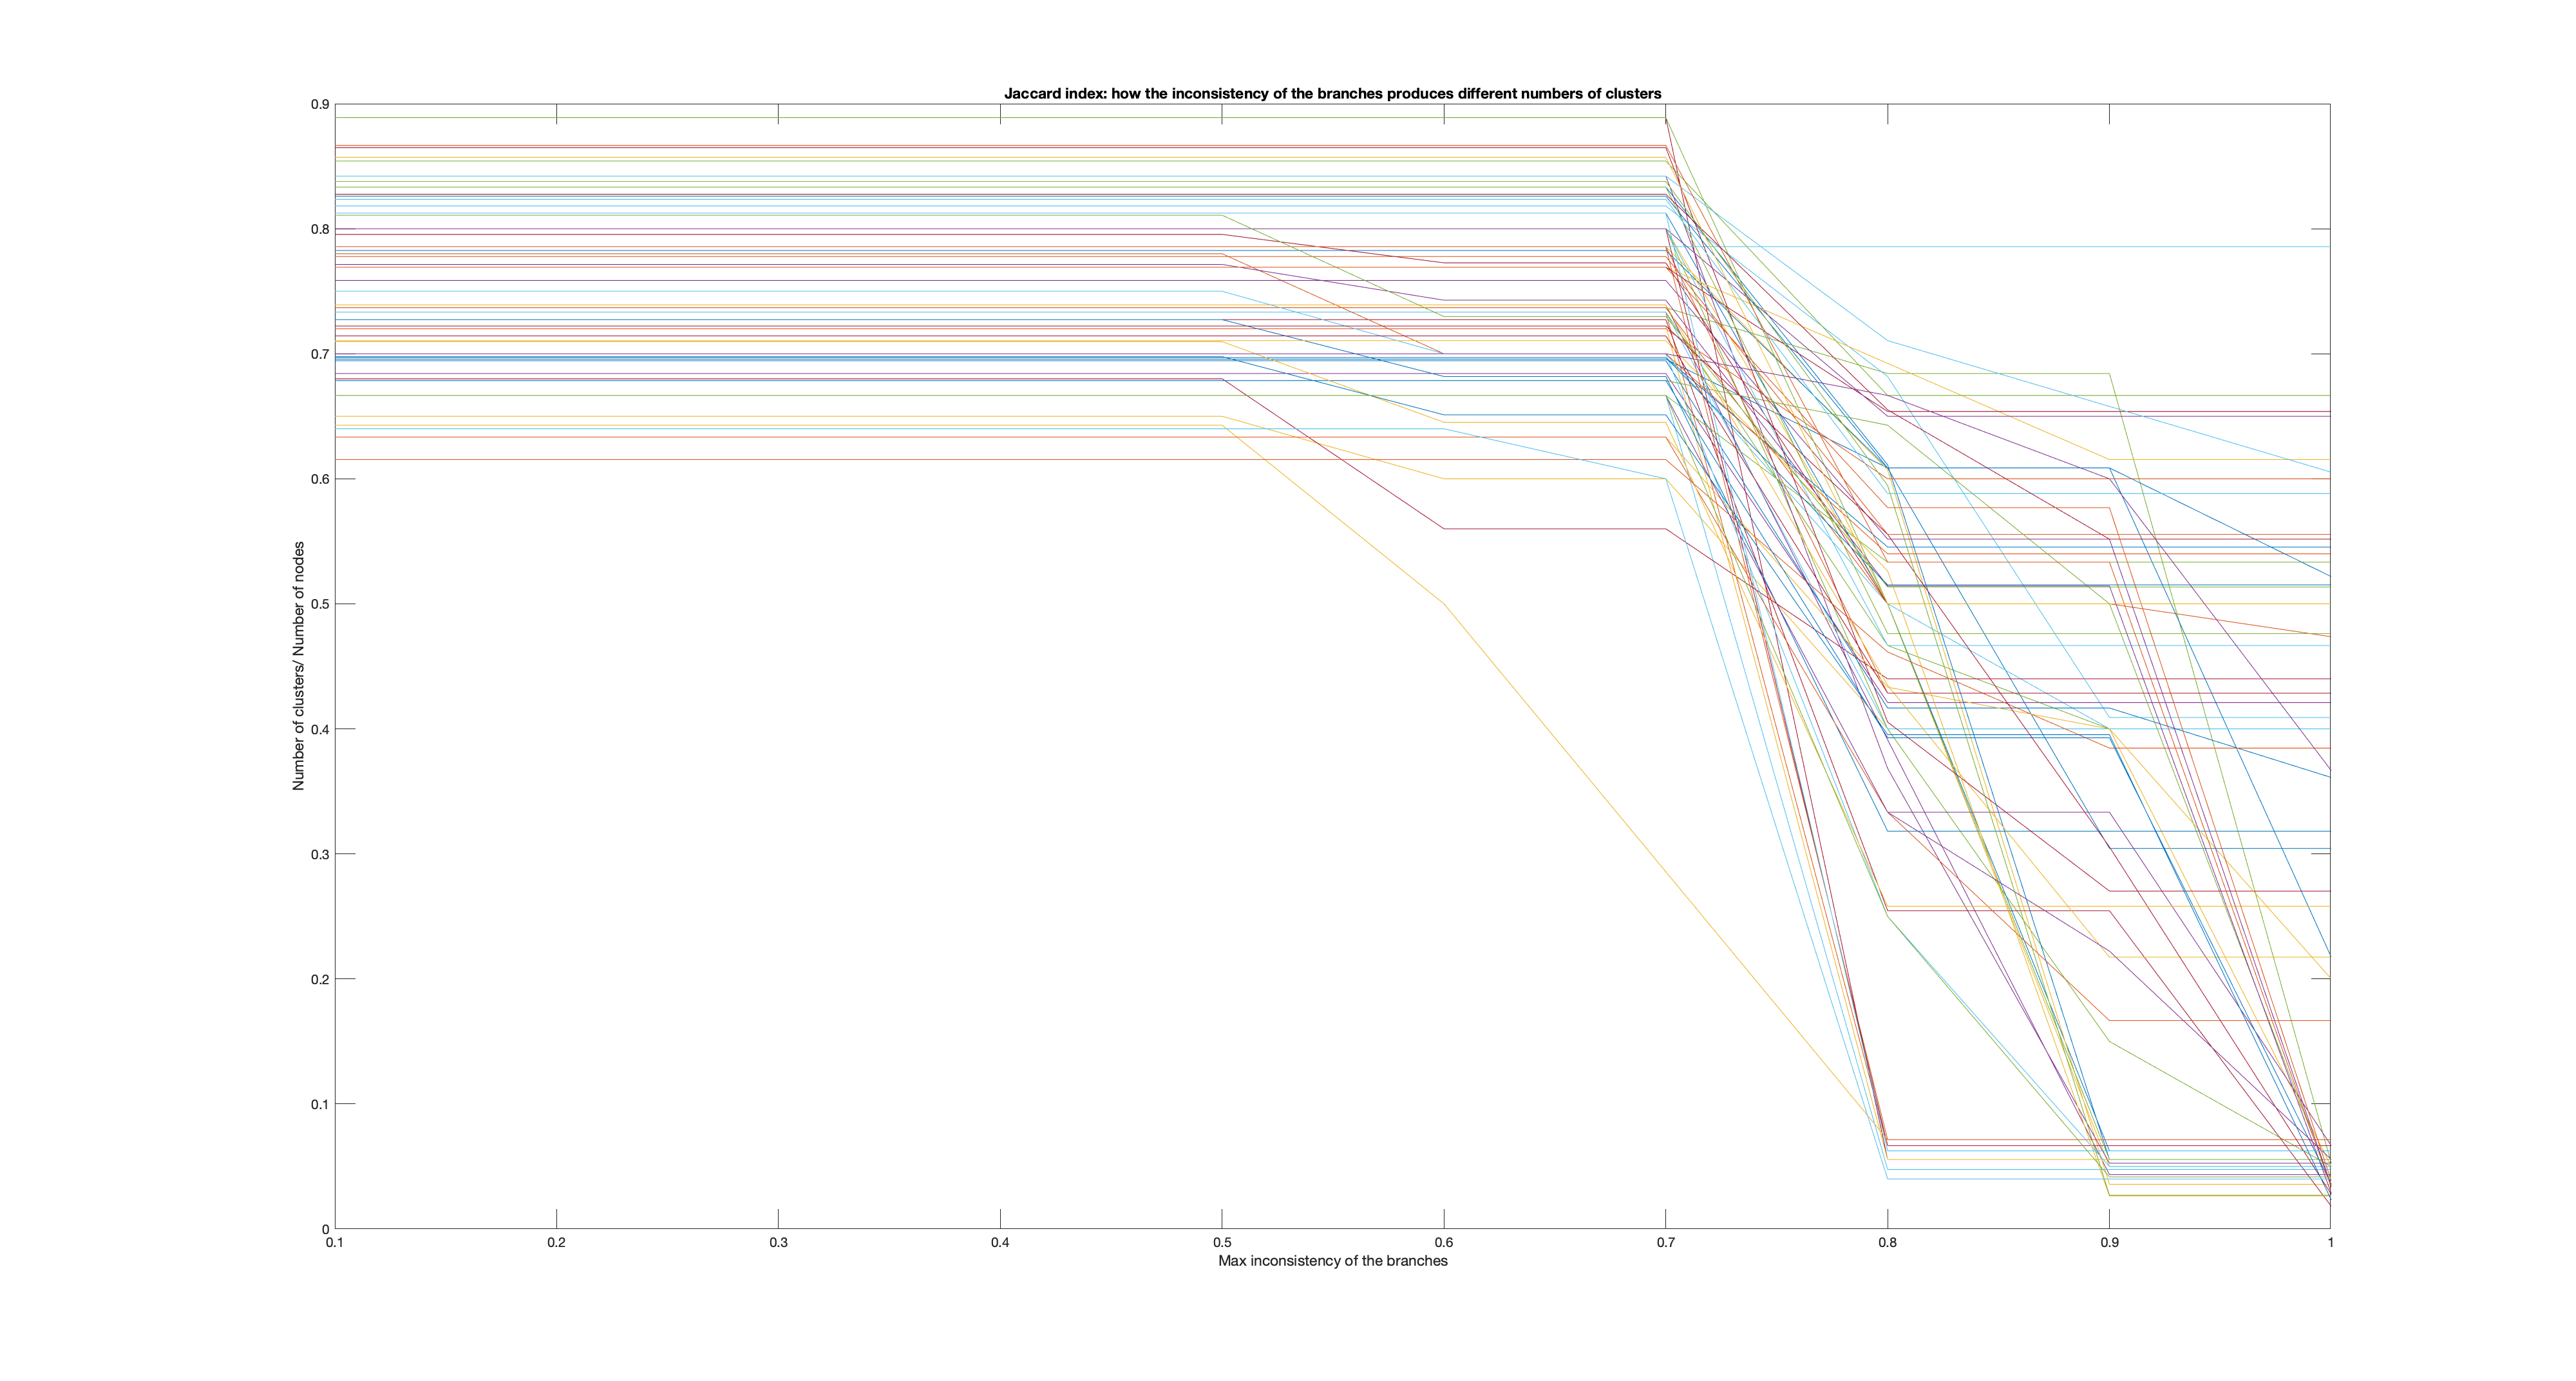 Jaccard index: how the inconsistency of the branches produces different numbers of clusters
0.9
0.8
0.7
0.6
0.5
0.4
0.3
0.2
0.1
0
Number of clusters/ Number of nodes
0.1 0.2 0.3 0.4 0.5 0.6 0.7 0.8 0.9 1
Max inconsistency of the branches